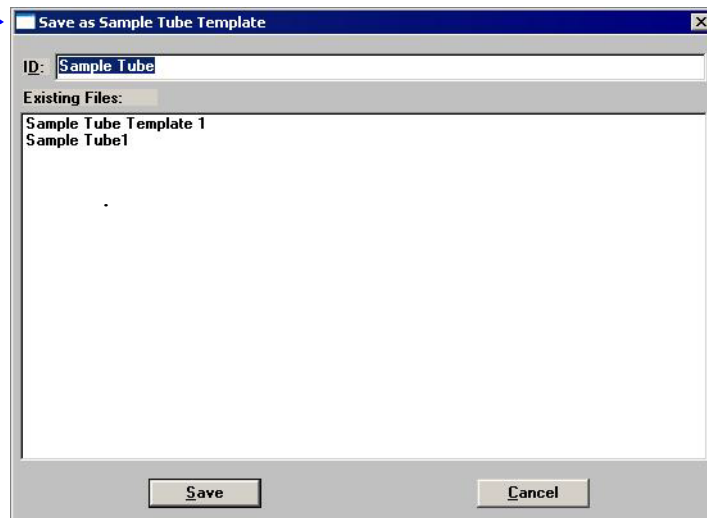 Save as Sample Tube Template
ID: Sample Tube
Existing Files:
Sample Tube Template 1
Sample Tube1
Save Cancel